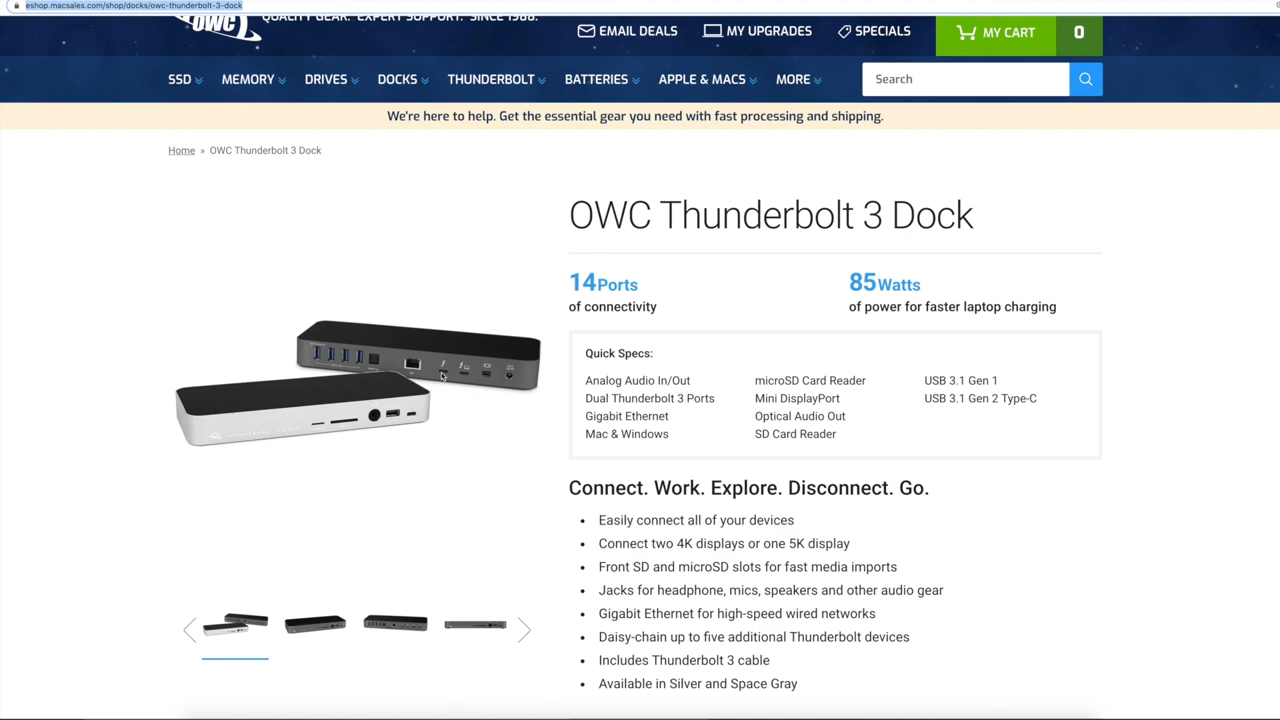 eshop.macsales.com/shop/docks/owc-thunderbolt-3-dock
OWC
QUALITY GEAR. EXPERT SUPPORT. SINCE 1988.
EMAIL DEALS
MY UPGRADES
SPECIALS
MY CART
0
SSD
MEMORY
DRIVES
DOCKS
THUNDERBOLT
BATTERIES
APPLE & MACS
MORE
Search
We're here to help. Get the essential gear you need with fast processing and shipping.
Home » OWC Thunderbolt 3 Dock
OWC Thunderbolt 3 Dock
14Ports
of connectivity
85Watts
of power for faster laptop charging
Quick Specs:
Analog Audio In/Out
Dual Thunderbolt 3 Ports
Gigabit Ethernet
Mac & Windows
microSD Card Reader
Mini DisplayPort
Optical Audio Out
SD Card Reader
USB 3.1 Gen 1
USB 3.1 Gen 2 Type-C
THUNDERBOLT 3 DOCK
Connect. Work. Explore. Disconnect. Go.
• Easily connect all of your devices
• Connect two 4K displays or one 5K display
• Front SD and microSD slots for fast media imports
• Jacks for headphone, mics, speakers and other audio gear
• Gigabit Ethernet for high-speed wired networks
• Daisy-chain up to five additional Thunderbolt devices
• Includes Thunderbolt 3 cable
• Available in Silver and Space Gray